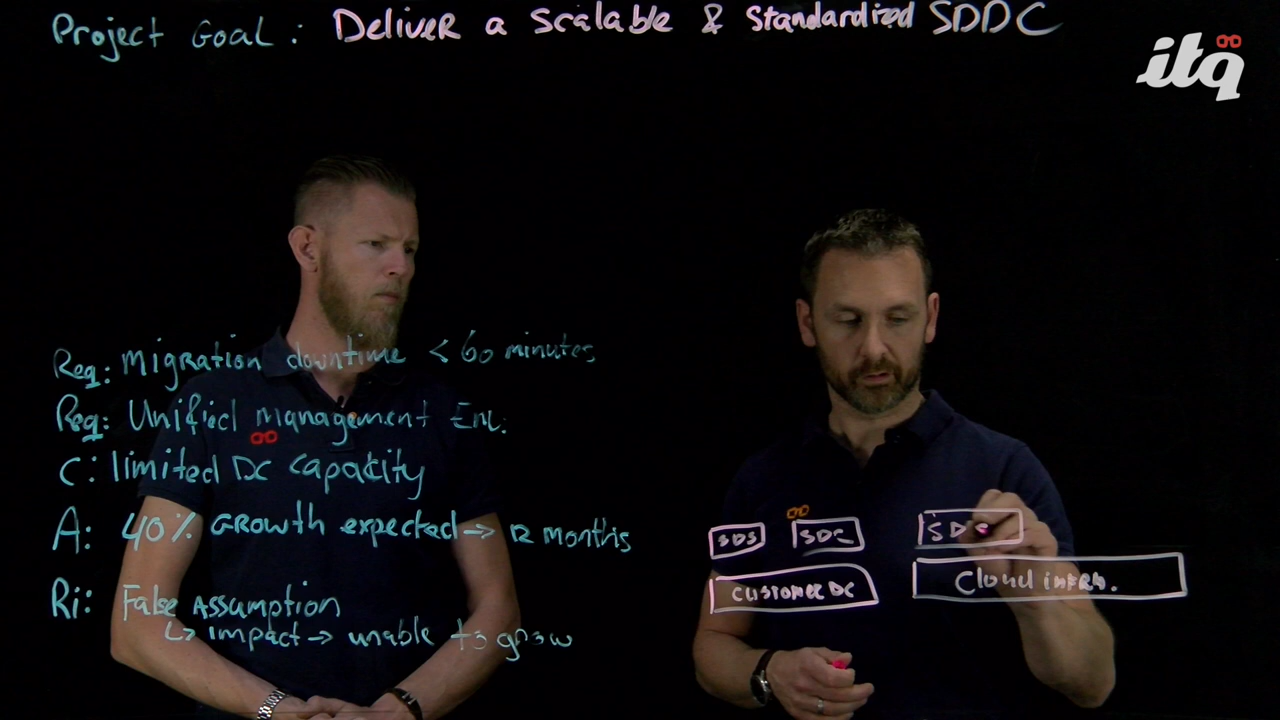 Project Goal: Deliver a Scalable & Standardized SDDC
itq
Req: Migration downtime < 60 minutes
Req: Unified Management Env.
C: limited DC capacity
A: 40% Growth expected → 12 months
Ri: False Assumption
↳ impact → unable to grow
SDS SDC SDS
Customer DC Cloud infra.